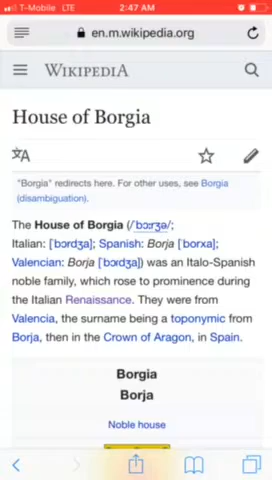 T-Mobile LTE 2:47 AM
en.m.wikipedia.org
WIKIPEDIA
House of Borgia
"Borgia" redirects here. For other uses, see Borgia
(disambiguation).
The House of Borgia (/ˈbɔːrʒə/;
Italian: [ˈbɔrdʒa]; Spanish: Borja [ˈborxa];
Valencian: Borja [ˈbɔɾdʒa]) was an Italo-Spanish
noble family, which rose to prominence during
the Italian Renaissance. They were from
Valencia, the surname being a toponymic from
Borja, then in the Crown of Aragon, in Spain.
Borgia
Borja
Noble house